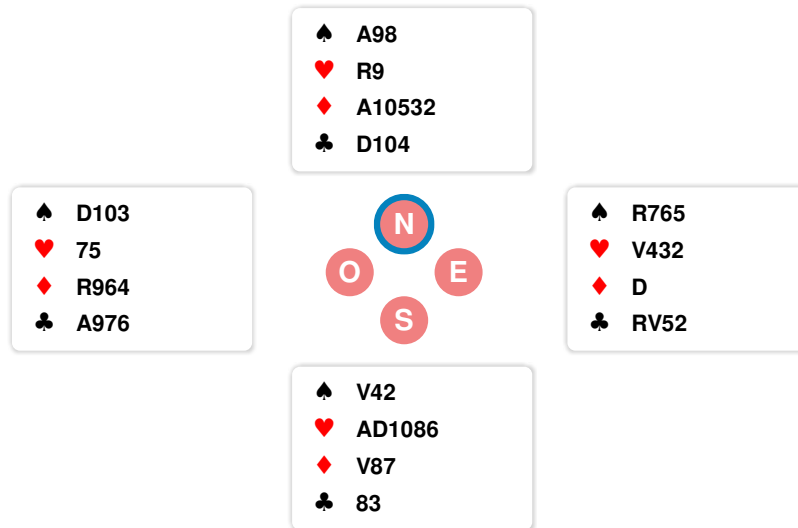 ♠ A98
♥ R9
♦ A10532
♣ D104
♠ D103
♥ 75
♦ R964
♣ A976
N
O E
S
♠ R765
♥ V432
♦ D
♣ RV52
♠ V42
♥ AD1086
♦ V87
♣ 83